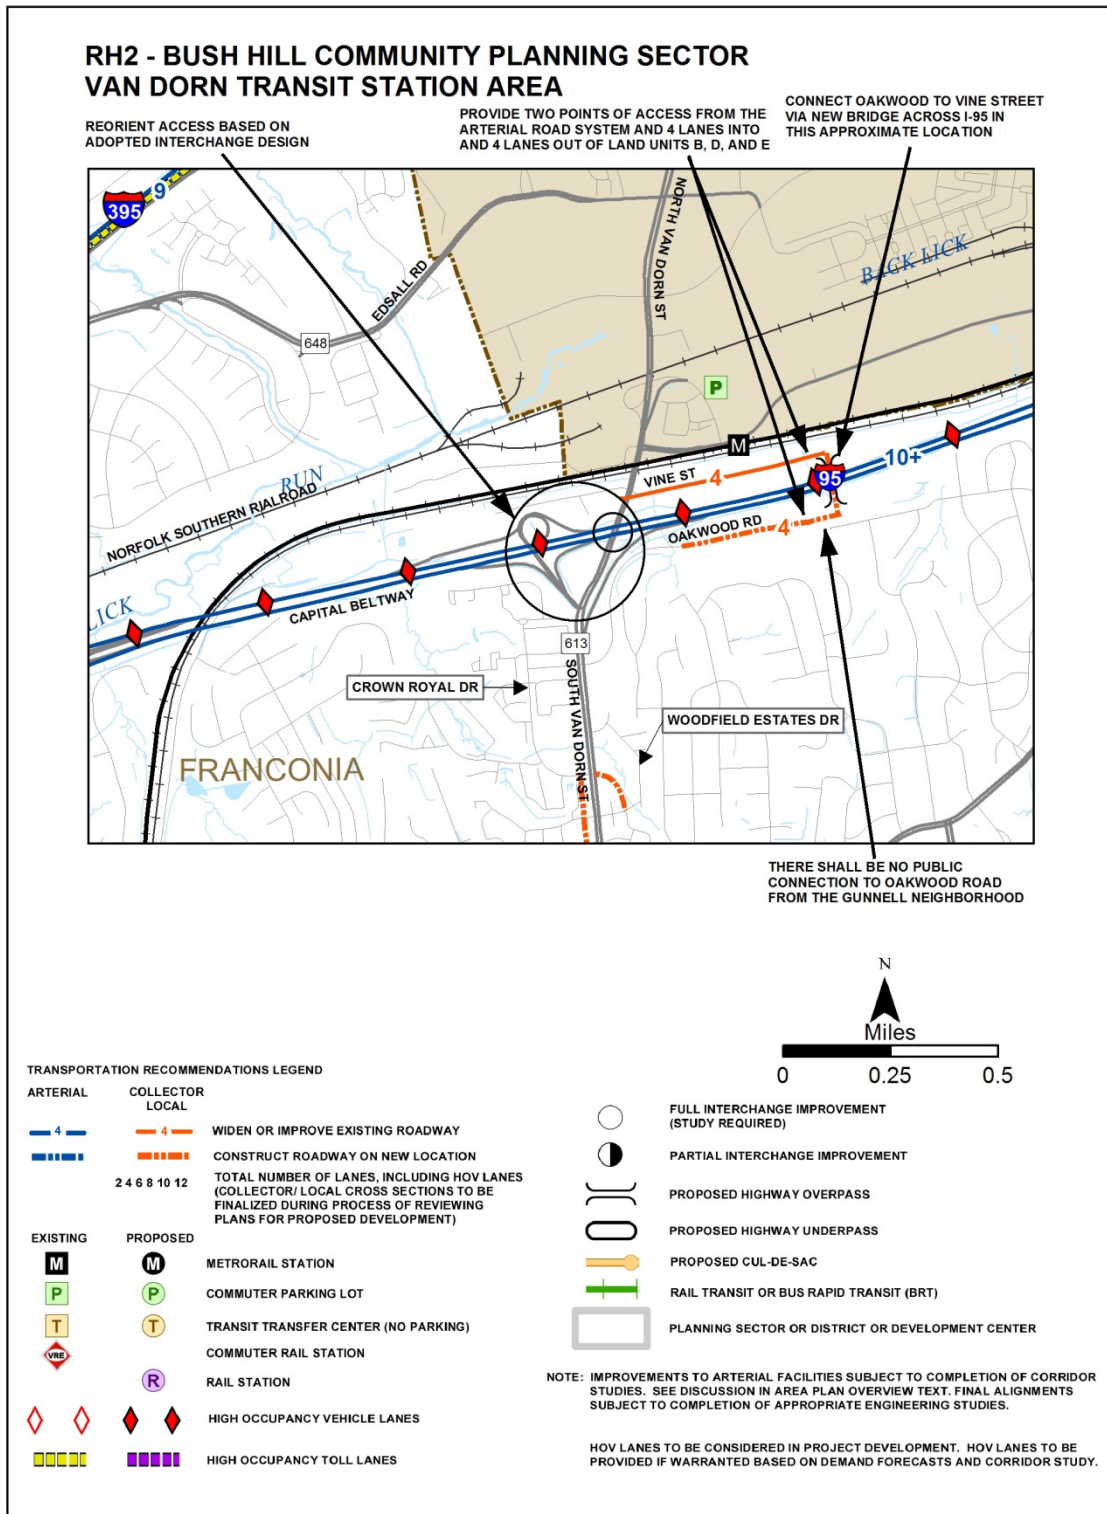 RH2 - BUSH HILL COMMUNITY PLANNING SECTOR
VAN DORN TRANSIT STATION AREA
REORIENT ACCESS BASED ON
ADOPTED INTERCHANGE DESIGN
PROVIDE TWO POINTS OF ACCESS FROM THE
ARTERIAL ROAD SYSTEM AND 4 LANES INTO
AND 4 LANES OUT OF LAND UNITS B, D, AND E
CONNECT OAKWOOD TO VINE STREET
VIA NEW BRIDGE ACROSS I-95 IN
THIS APPROXIMATE LOCATION
395
9
EDSALL RD
648
NORTH VAN DORN ST
BACK LICK
P
M
10+
95
VINE ST
4
OAKWOOD RD
4
RUN
NORFOLK SOUTHERN RIALROAD
LICK
CAPITAL BELTWAY
613
SOUTH VAN DORN ST
CROWN ROYAL DR
WOODFIELD ESTATES DR
FRANCONIA
THERE SHALL BE NO PUBLIC
CONNECTION TO OAKWOOD ROAD
FROM THE GUNNELL NEIGHBORHOOD
N
Miles
0 0.25 0.5
TRANSPORTATION RECOMMENDATIONS LEGEND
ARTERIAL COLLECTOR
LOCAL
4 4 WIDEN OR IMPROVE EXISTING ROADWAY
CONSTRUCT ROADWAY ON NEW LOCATION
2 4 6 8 10 12 TOTAL NUMBER OF LANES, INCLUDING HOV LANES
(COLLECTOR/ LOCAL CROSS SECTIONS TO BE
FINALIZED DURING PROCESS OF REVIEWING
PLANS FOR PROPOSED DEVELOPMENT)
EXISTING PROPOSED
M M METRORAIL STATION
P P COMMUTER PARKING LOT
T T TRANSIT TRANSFER CENTER (NO PARKING)
VRE COMMUTER RAIL STATION
R RAIL STATION
HIGH OCCUPANCY VEHICLE LANES
HIGH OCCUPANCY TOLL LANES
FULL INTERCHANGE IMPROVEMENT
(STUDY REQUIRED)
PARTIAL INTERCHANGE IMPROVEMENT
PROPOSED HIGHWAY OVERPASS
PROPOSED HIGHWAY UNDERPASS
PROPOSED CUL-DE-SAC
RAIL TRANSIT OR BUS RAPID TRANSIT (BRT)
PLANNING SECTOR OR DISTRICT OR DEVELOPMENT CENTER
NOTE: IMPROVEMENTS TO ARTERIAL FACILITIES SUBJECT TO COMPLETION OF CORRIDOR
STUDIES. SEE DISCUSSION IN AREA PLAN OVERVIEW TEXT. FINAL ALIGNMENTS
SUBJECT TO COMPLETION OF APPROPRIATE ENGINEERING STUDIES.
HOV LANES TO BE CONSIDERED IN PROJECT DEVELOPMENT. HOV LANES TO BE
PROVIDED IF WARRANTED BASED ON DEMAND FORECASTS AND CORRIDOR STUDY.